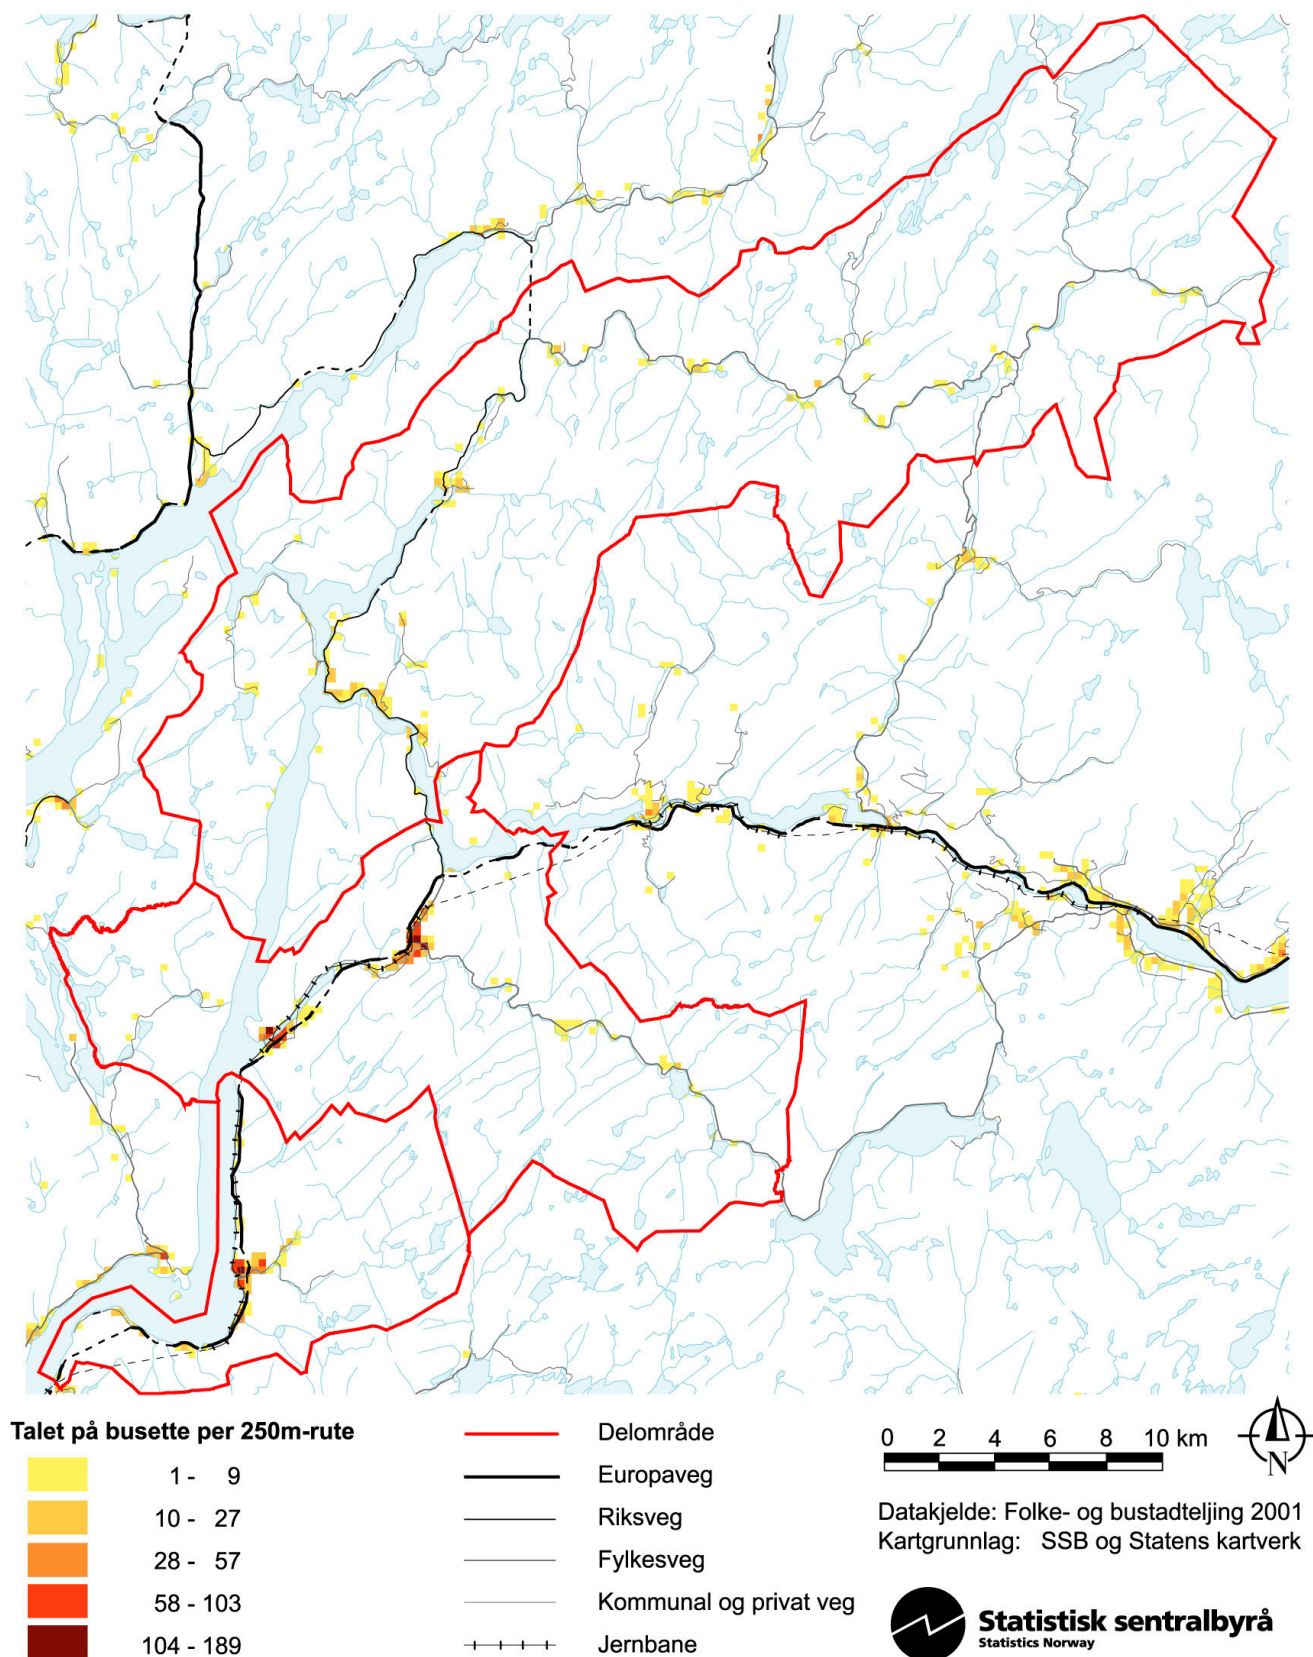 Talet på busette per 250m-rute
1 - 9
10 - 27
28 - 57
58 - 103
104 - 189
Delområde
Europaveg
Riksveg
Fylkesveg
Kommunal og privat veg
Jernbane
0 2 4 6 8 10 km
N
Datakjelde: Folke- og bustadteljing 2001
Kartgrunnlag: SSB og Statens kartverk
Statistisk sentralbyrå
Statistics Norway